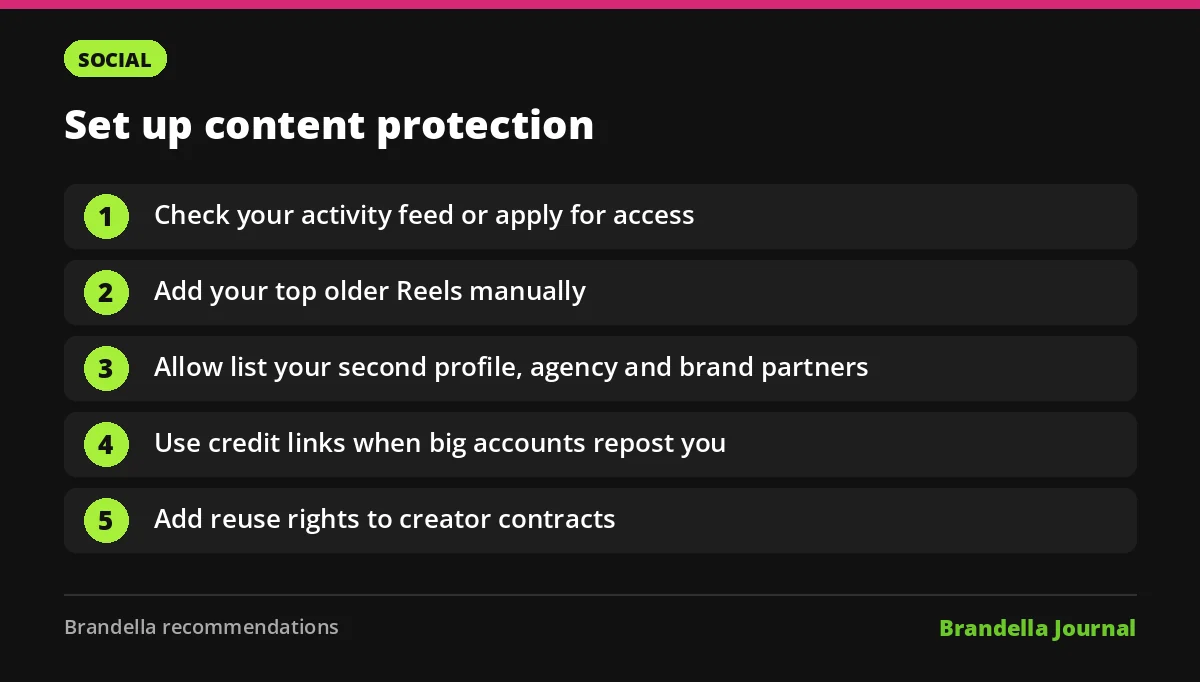 SOCIAL
Set up content protection
1 Check your activity feed or apply for access
2 Add your top older Reels manually
3 Allow list your second profile, agency and brand partners
4 Use credit links when big accounts repost you
5 Add reuse rights to creator contracts
Brandella recommendations
Brandella Journal